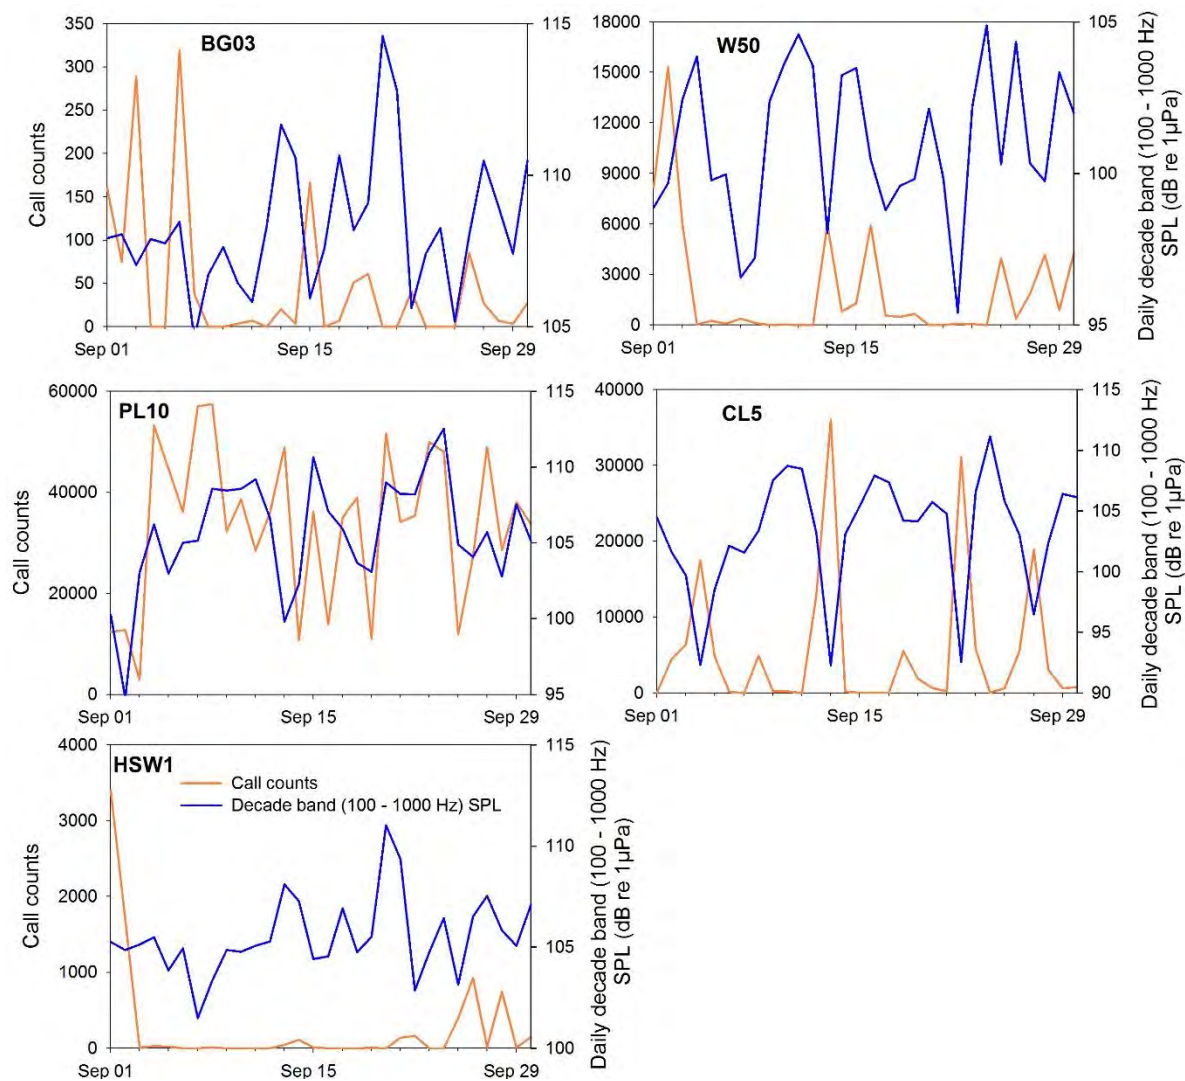 BG03
350
300
250
200
150
100
50
0
Call counts
115
110
105
Sep 01 Sep 15 Sep 29
W50
18000
15000
12000
9000
6000
3000
0
105
100
95
Daily decade band (100 - 1000 Hz)
SPL (dB re 1µPa)
Sep 01 Sep 15 Sep 29
PL10
60000
40000
20000
0
Call counts
115
110
105
100
95
Sep 01 Sep 15 Sep 29
CL5
40000
30000
20000
10000
0
115
110
105
100
95
90
Daily decade band (100 - 1000 Hz)
SPL (dB re 1µPa)
Sep 01 Sep 15 Sep 29
HSW1
Call counts
Decade band (100 - 1000 Hz) SPL
4000
3000
2000
1000
0
Call counts
115
110
105
100
Daily decade band (100 - 1000 Hz)
SPL (dB re 1µPa)
Sep 01 Sep 15 Sep 29